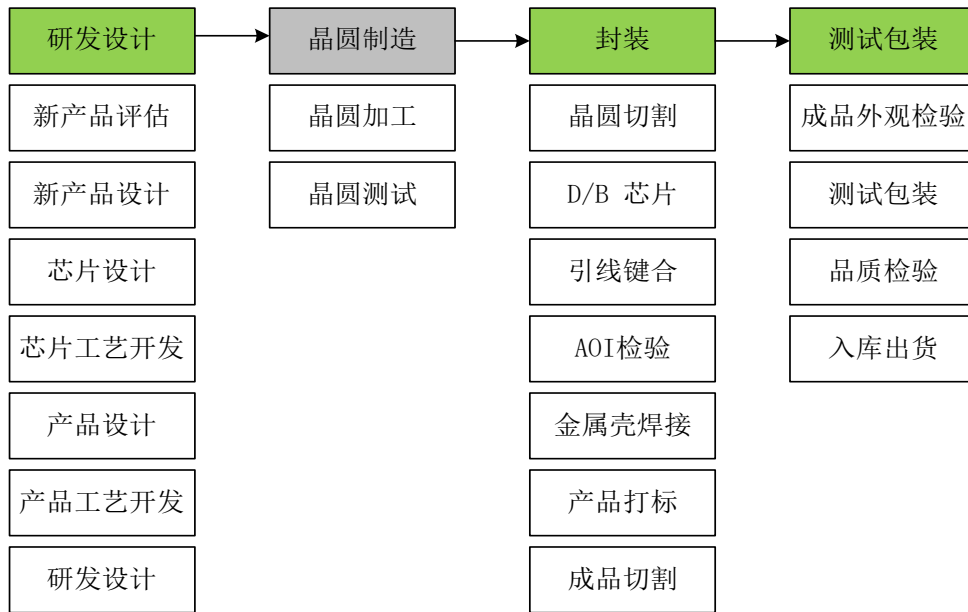 研发设计
晶圆制造
封装
测试包装
新产品评估
晶圆加工
晶圆切割
成品外观检验
新产品设计
晶圆测试
D/B 芯片
测试包装
芯片设计
引线键合
品质检验
芯片工艺开发
AOI检验
入库出货
产品设计
金属壳焊接
产品工艺开发
产品打标
研发设计
成品切割